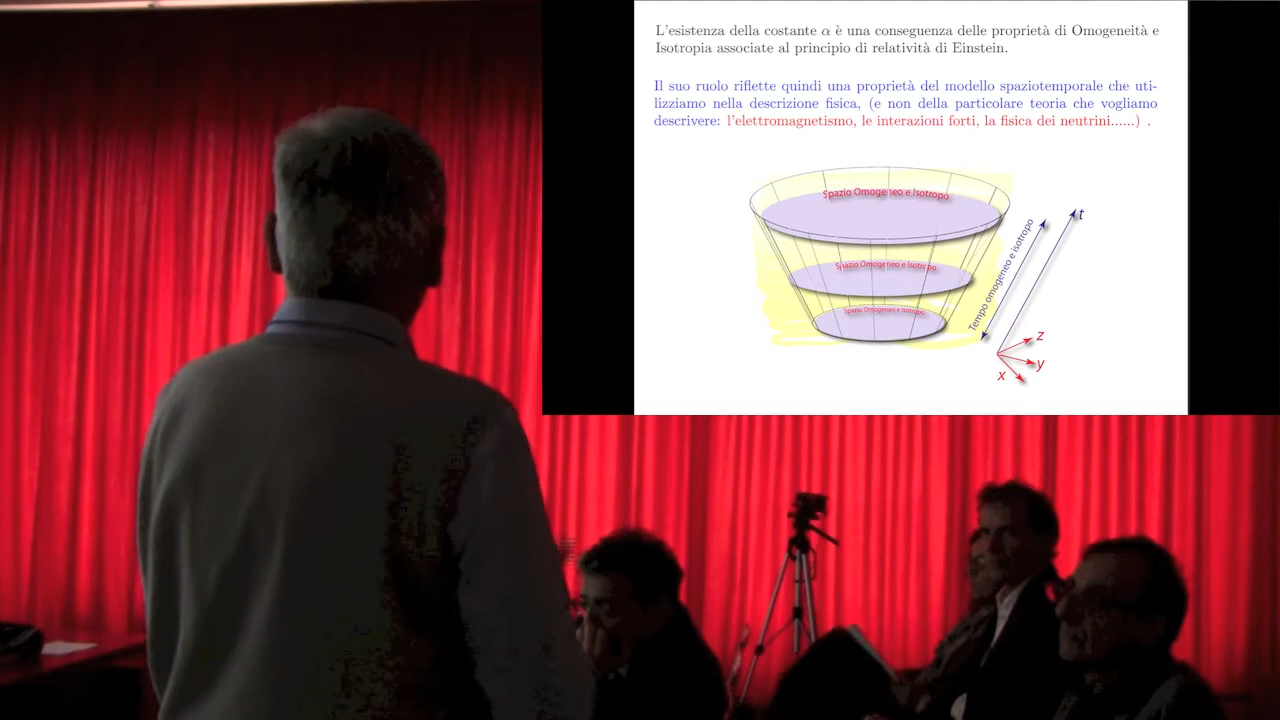 L'esistenza della costante α è una conseguenza delle proprietà di Omogeneità e
Isotropia associate al principio di relatività di Einstein.
Il suo ruolo riflette quindi una proprietà del modello spaziotemporale che uti-
lizziamo nella descrizione fisica, (e non della particolare teoria che vogliamo
descrivere: l'elettromagnetismo, le interazioni forti, la fisica dei neutrini......) .
Spazio Omogeneo e Isotropo
Spazio Omogeneo e Isotropo
Spazio Omogeneo e Isotropo
Tempo omogeneo e isotropo
t
z
y
x